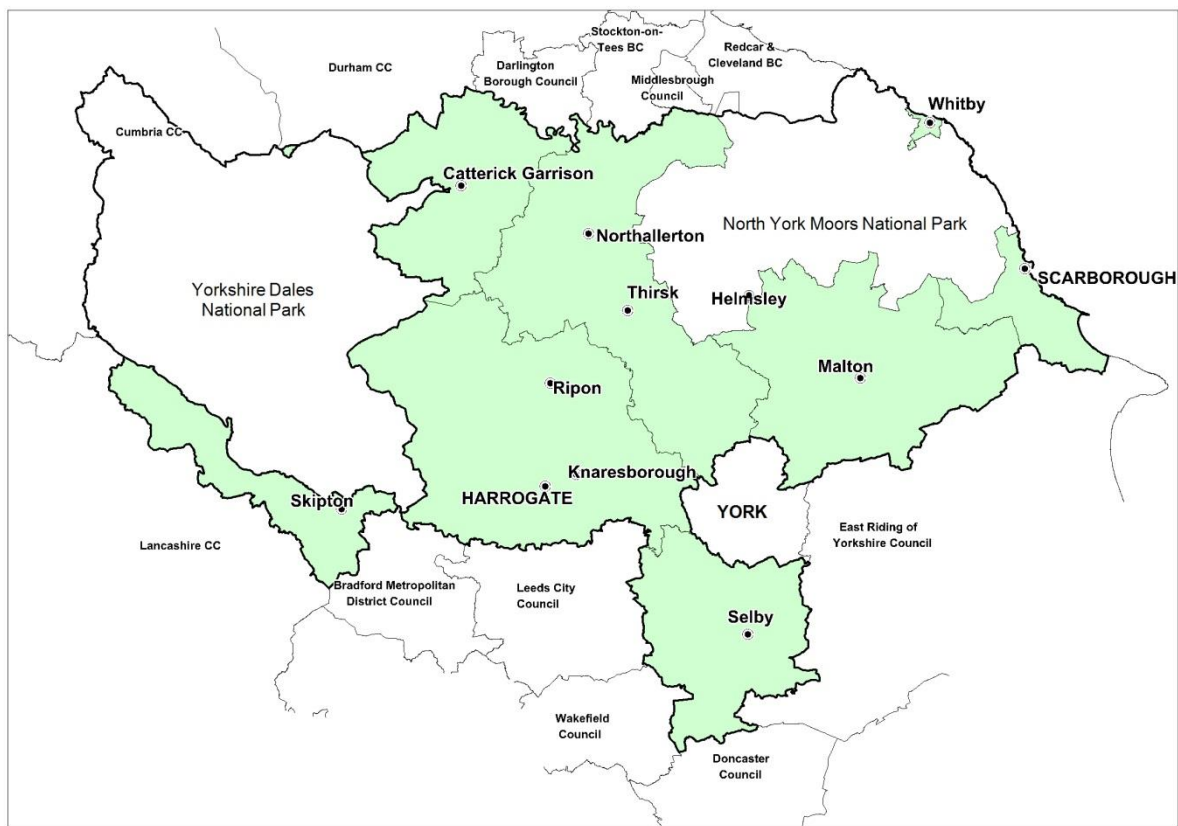 Stockton-on-
Tees BC
Redcar &
Cleveland BC
Durham CC
Darlington
Borough Council
Middlesbrough
Council
Whitby
Cumbria CC
Catterick Garrison
North York Moors National Park
Northallerton
SCARBOROUGH
Yorkshire Dales
National Park
Thirsk
Helmsley
Malton
Ripon
Knaresborough
HARROGATE
Skipton
YORK
East Riding of
Yorkshire Council
Lancashire CC
Bradford Metropolitan
District Council
Leeds City
Council
Selby
Wakefield
Council
Doncaster
Council